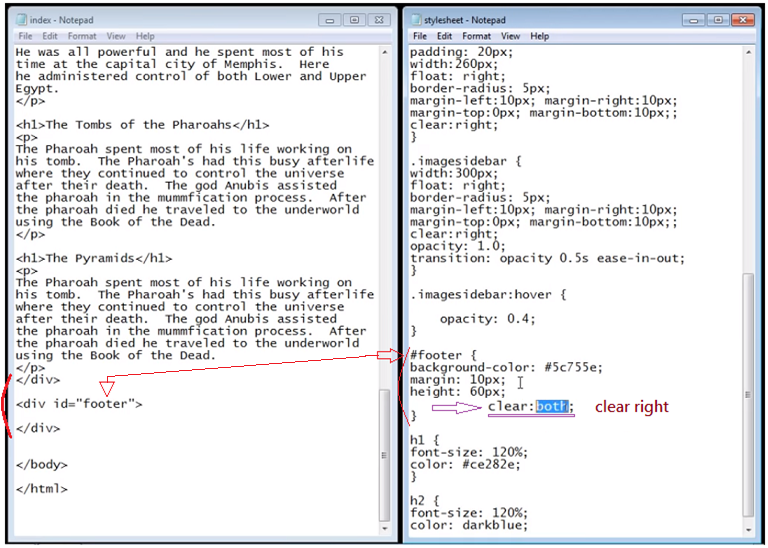 index - Notepad
File Edit Format View Help
He was all powerful and he spent most of his
time at the capital city of Memphis.  Here
he administered control of both Lower and Upper
Egypt.
</p>
<h1>The Tombs of the Pharoahs</h1>
<p>
The Pharoah spent most of his life working on
his tomb.  The Pharoah's had this busy afterlife
where they continued to control the universe
after their death.  The god Anubis assisted
the pharoah in the mummfication process.  After
the pharoah died he traveled to the underworld
using the Book of the Dead.
</p>
<h1>The Pyramids</h1>
<p>
The Pharoah spent most of his life working on
his tomb.  The Pharoah's had this busy afterlife
where they continued to control the universe
after their death.  The god Anubis assisted
the pharoah in the mummfication process.  After
the pharoah died he traveled to the underworld
using the Book of the Dead.
</p>
</div>
<div id="footer">
</div>
</body>
</html>
stylesheet - Notepad
File Edit Format View Help
padding: 20px;
width:260px;
float: right;
border-radius: 5px;
margin-left:10px; margin-right:10px;
margin-top:0px; margin-bottom:10px;;
clear:right;
}
.imagesidebar {
width:300px;
float: right;
border-radius: 5px;
margin-left:10px; margin-right:10px;
margin-top:0px; margin-bottom:10px;;
clear:right;
opacity: 1.0;
transition: opacity 0.5s ease-in-out;
}
.imagesidebar:hover {
opacity: 0.4;
}
#footer {
background-color: #5c755e;
margin: 10px;
height: 60px;
clear:both; clear right
}
h1 {
font-size: 120%;
color: #ce282e;
}
h2 {
font-size: 120%;
color: darkblue;